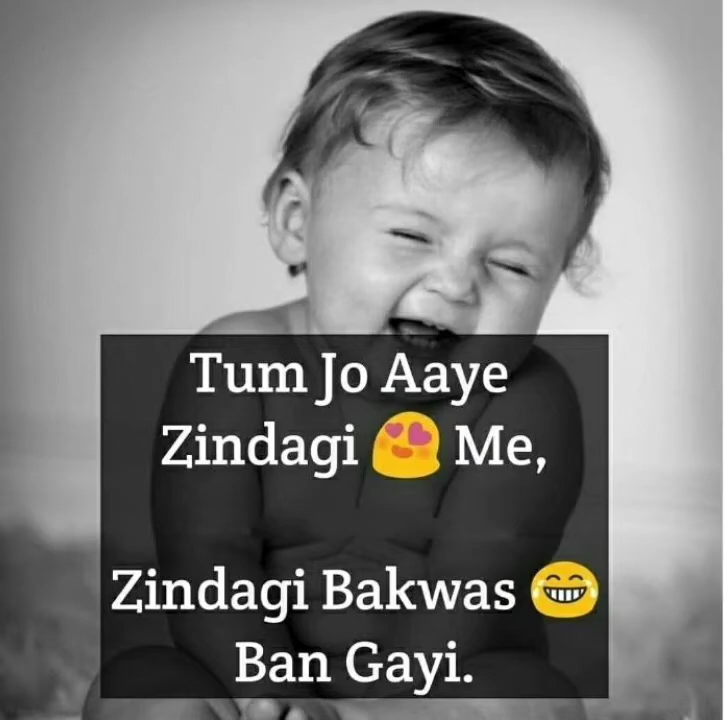 Tum Jo Aaye
Zindagi 😍 Me,
Zindagi Bakwas 😂
Ban Gayi.